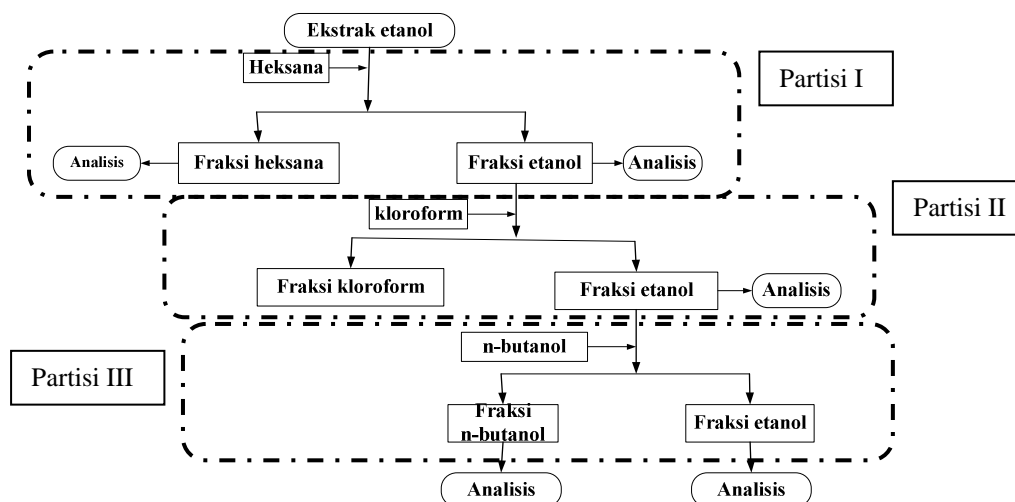 Ekstrak etanol
Heksana
Partisi I
Analisis
Fraksi heksana
Fraksi etanol
Analisis
kloroform
Partisi II
Fraksi kloroform
Fraksi etanol
Analisis
n-butanol
Partisi III
Fraksi
n-butanol
Fraksi etanol
Analisis
Analisis